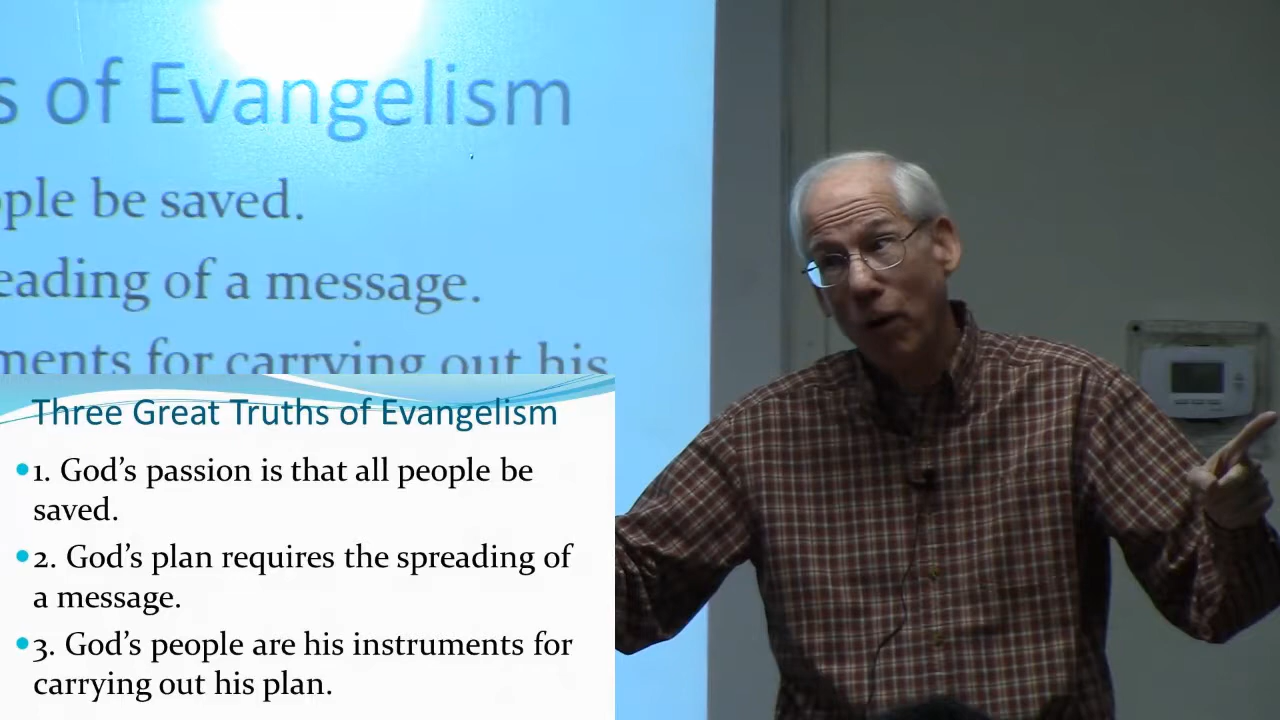 s of Evangelism
ple be saved.
eading of a message.
ments for carrying out his
Three Great Truths of Evangelism
1. God’s passion is that all people be
saved.
2. God’s plan requires the spreading of
a message.
3. God’s people are his instruments for
carrying out his plan.